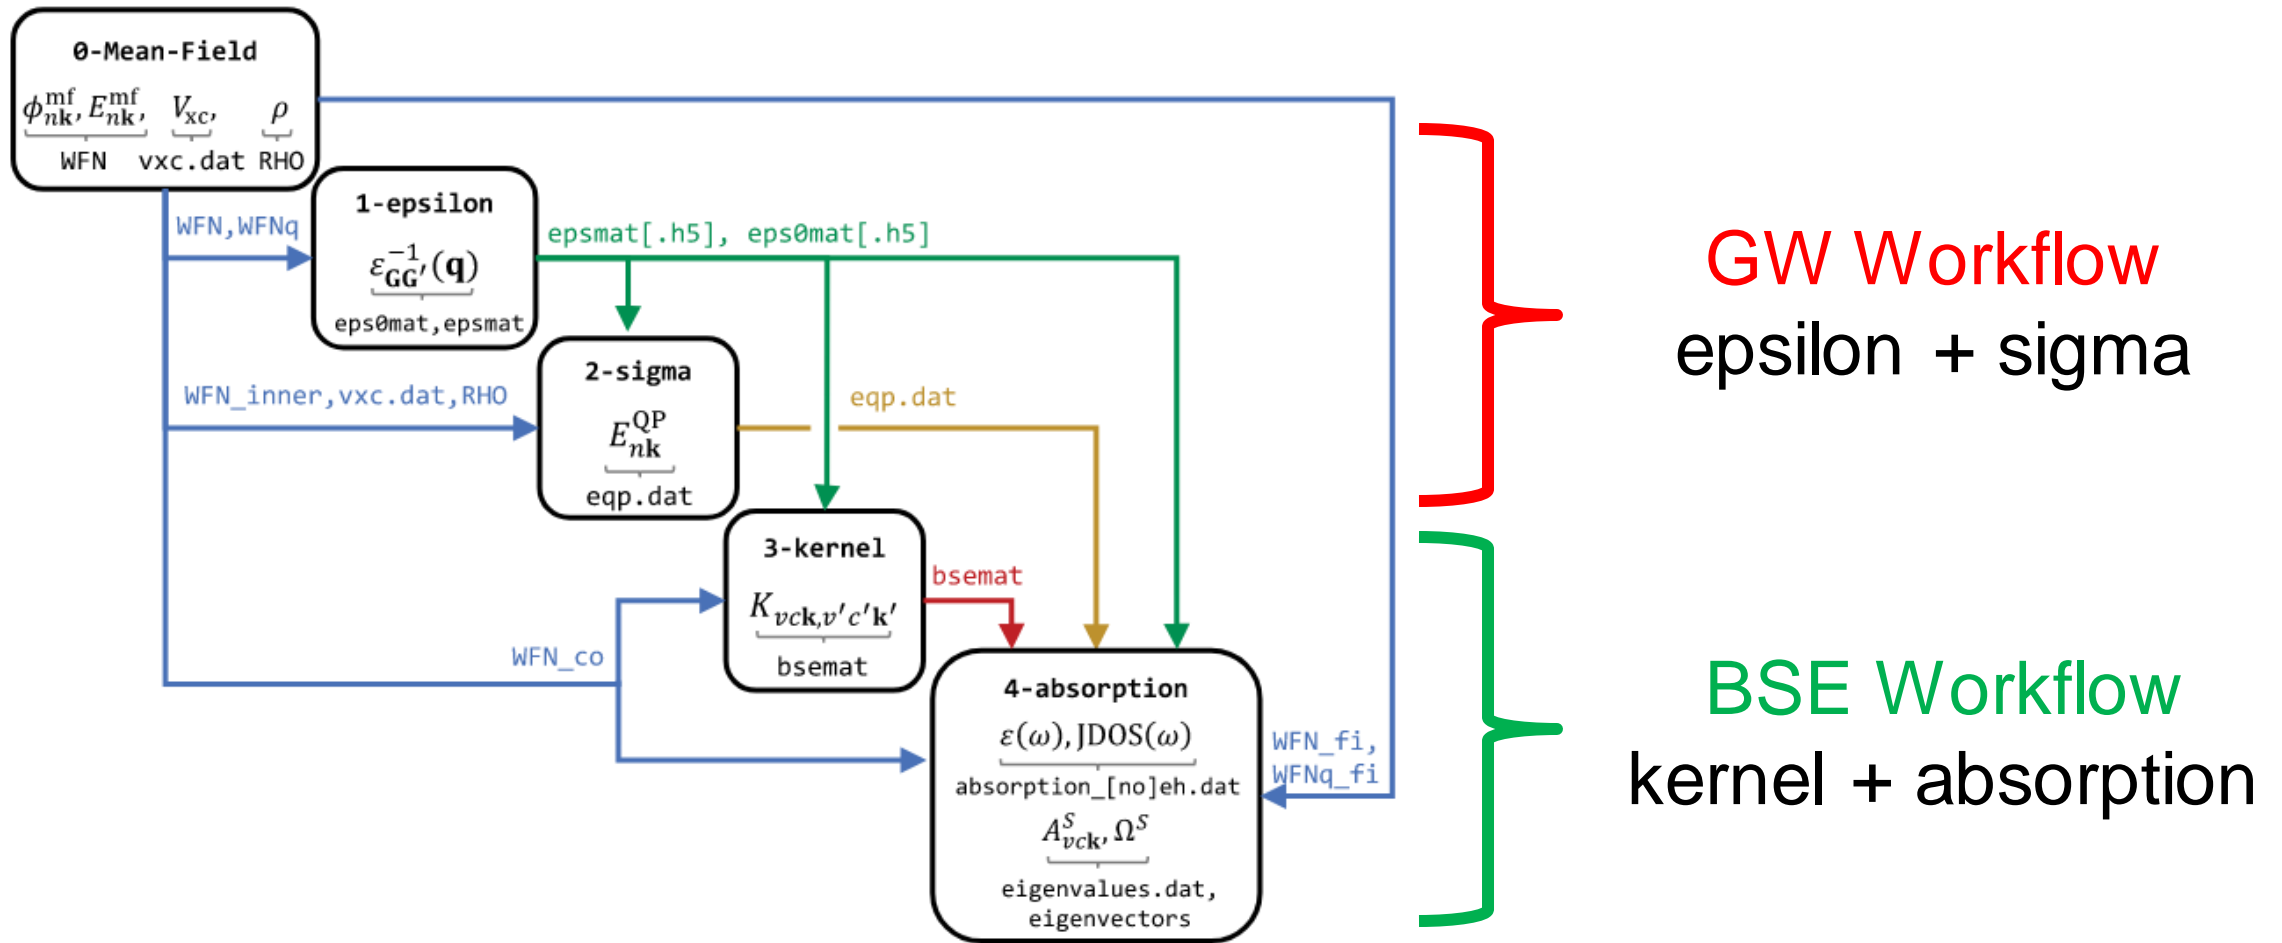 0-Mean-Field
ϕ^mf_nk, E^mf_nk, V_xc, ρ
WFN vxc.dat RHO
1-epsilon
ε^-1_GG′(q)
eps0mat,epsmat
WFN,WFNq
epsmat[.h5], eps0mat[.h5]
2-sigma
E^QP_nk
eqp.dat
WFN_inner,vxc.dat,RHO
eqp.dat
3-kernel
K_vck,v′c′k′
bsemat
bsemat
WFN_co
4-absorption
ε(ω), JDOS(ω)
absorption_[no]eh.dat
A^S_vck, Ω^S
eigenvalues.dat,
eigenvectors
WFN_fi,
WFNq_fi
GW Workflow
epsilon + sigma
BSE Workflow
kernel + absorption